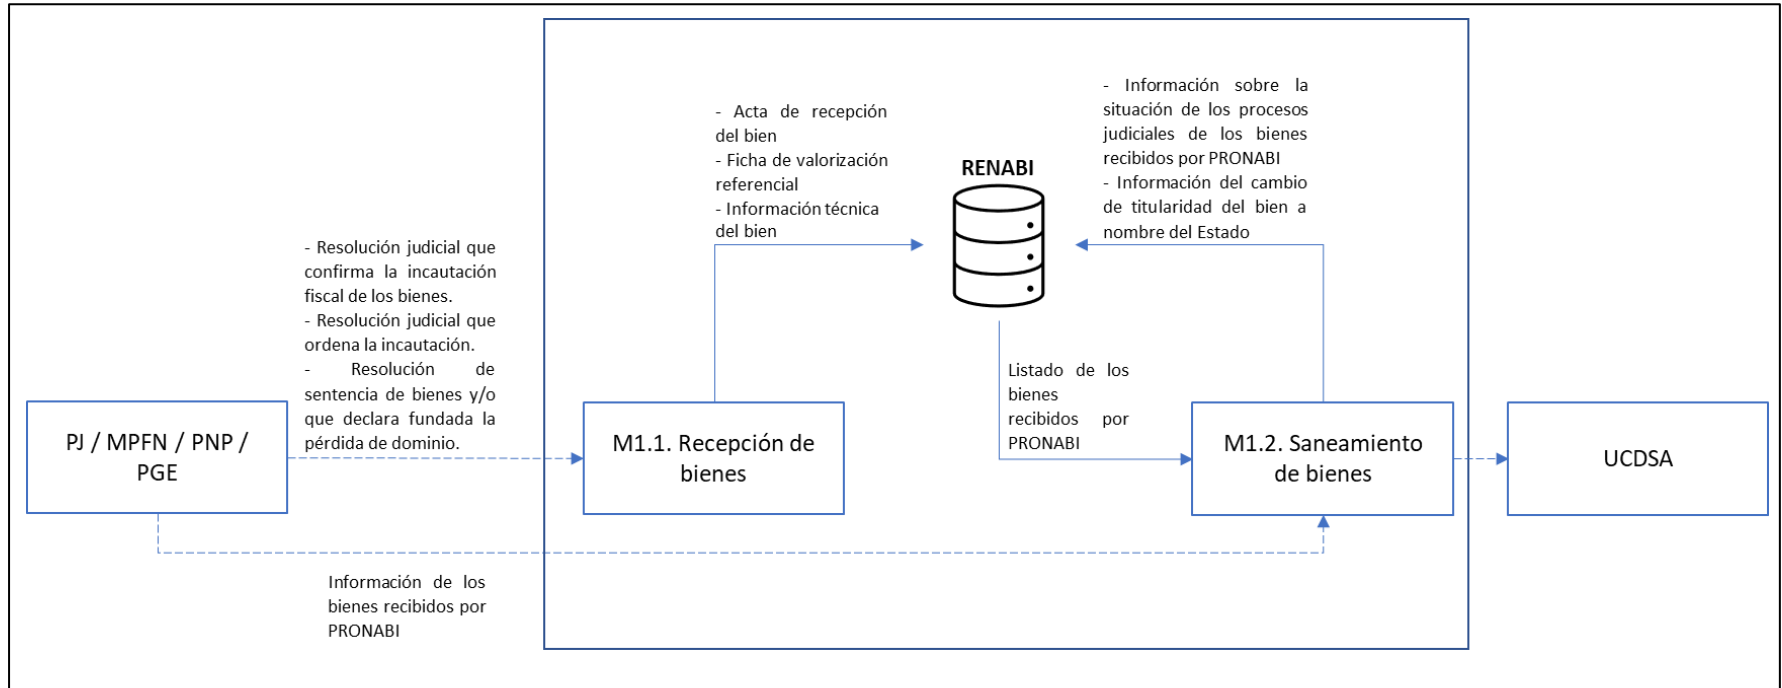 - Resolución judicial que
confirma la incautación
fiscal de los bienes.
- Resolución judicial que
ordena la incautación.
- Resolución de
sentencia de bienes y/o
que declara fundada la
pérdida de dominio.
PJ / MPFN / PNP /
PGE
Información de los
bienes recibidos por
PRONABI
- Acta de recepción
del bien
- Ficha de valorización
referencial
- Información técnica
del bien
M1.1. Recepción de
bienes
RENABI
- Información sobre la
situación de los procesos
judiciales de los bienes
recibidos por PRONABI
- Información del cambio
de titularidad del bien a
nombre del Estado
Listado de los
bienes
recibidos por
PRONABI
M1.2. Saneamiento
de bienes
UCDSA